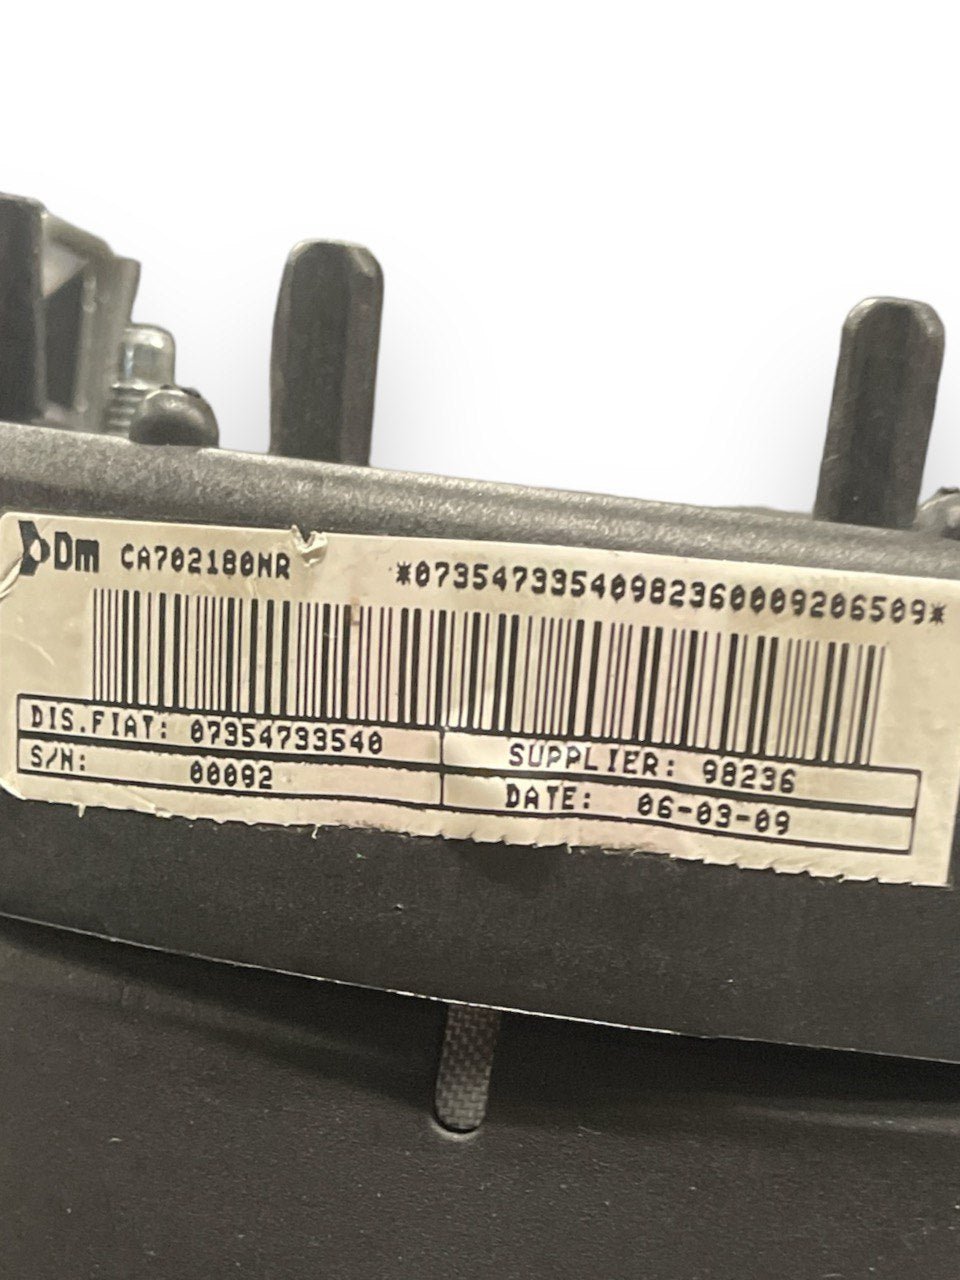 Dm CA702180NR *07354733540982360009206509*
DIS.FIAT: 07354733540 SUPPLIER: 98236
S/N: 00092 DATE: 06-03-09